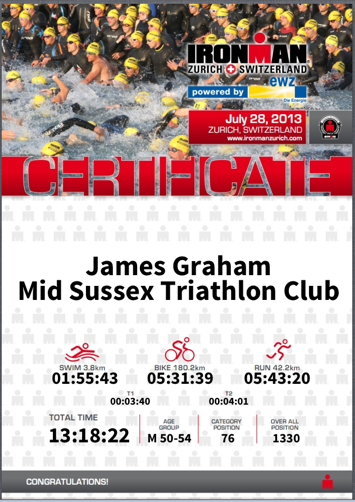 IRONMAN
ZURICH SWITZERLAND
powered by ewz
Die Energie
July 28, 2013
ZURICH, SWITZERLAND
www.ironmanzurich.com
CERTIFICATE
James Graham
Mid Sussex Triathlon Club
SWIM 3.8km BIKE 180.2km RUN 42.2km
01:55:43 05:31:39 05:43:20
T1 T2
00:03:40 00:04:01
TOTAL TIME AGE GROUP CATEGORY POSITION OVER ALL POSITION
13:18:22 M 50-54 76 1330
CONGRATULATIONS!